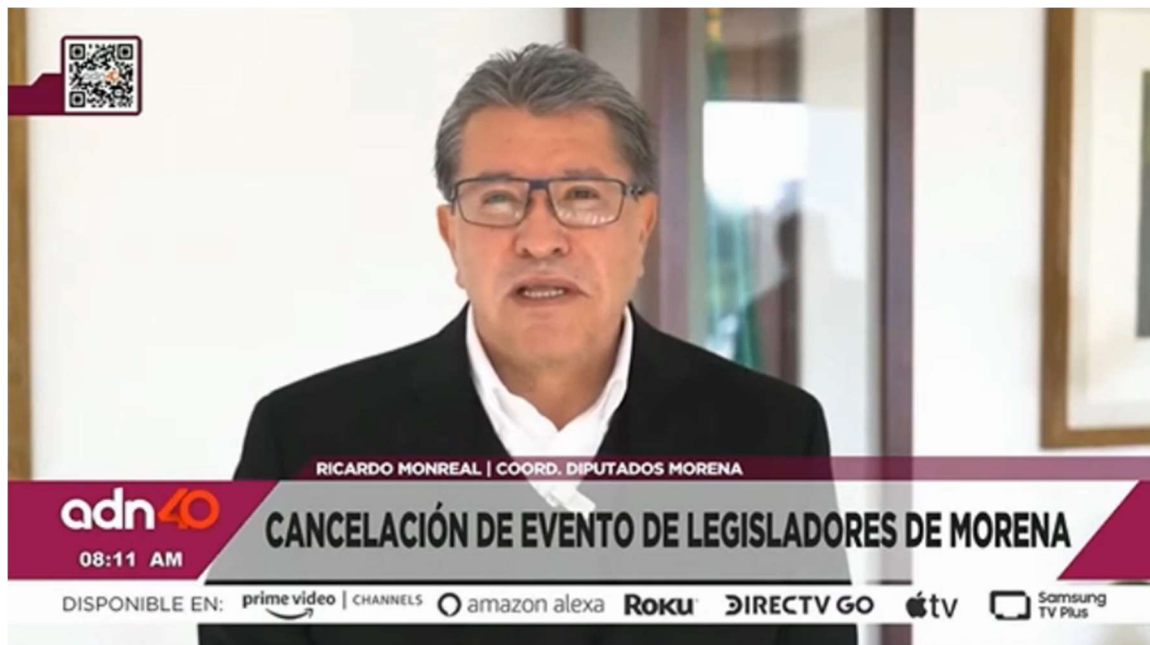 RICARDO MONREAL | COORD. DIPUTADOS MORENA
adn40
CANCELACIÓN DE EVENTO DE LEGISLADORES DE MORENA
08:11 AM
DISPONIBLE EN: prime video | CHANNELS amazon alexa ROKU DIRECTV GO tv SAMSUNG TV Plus